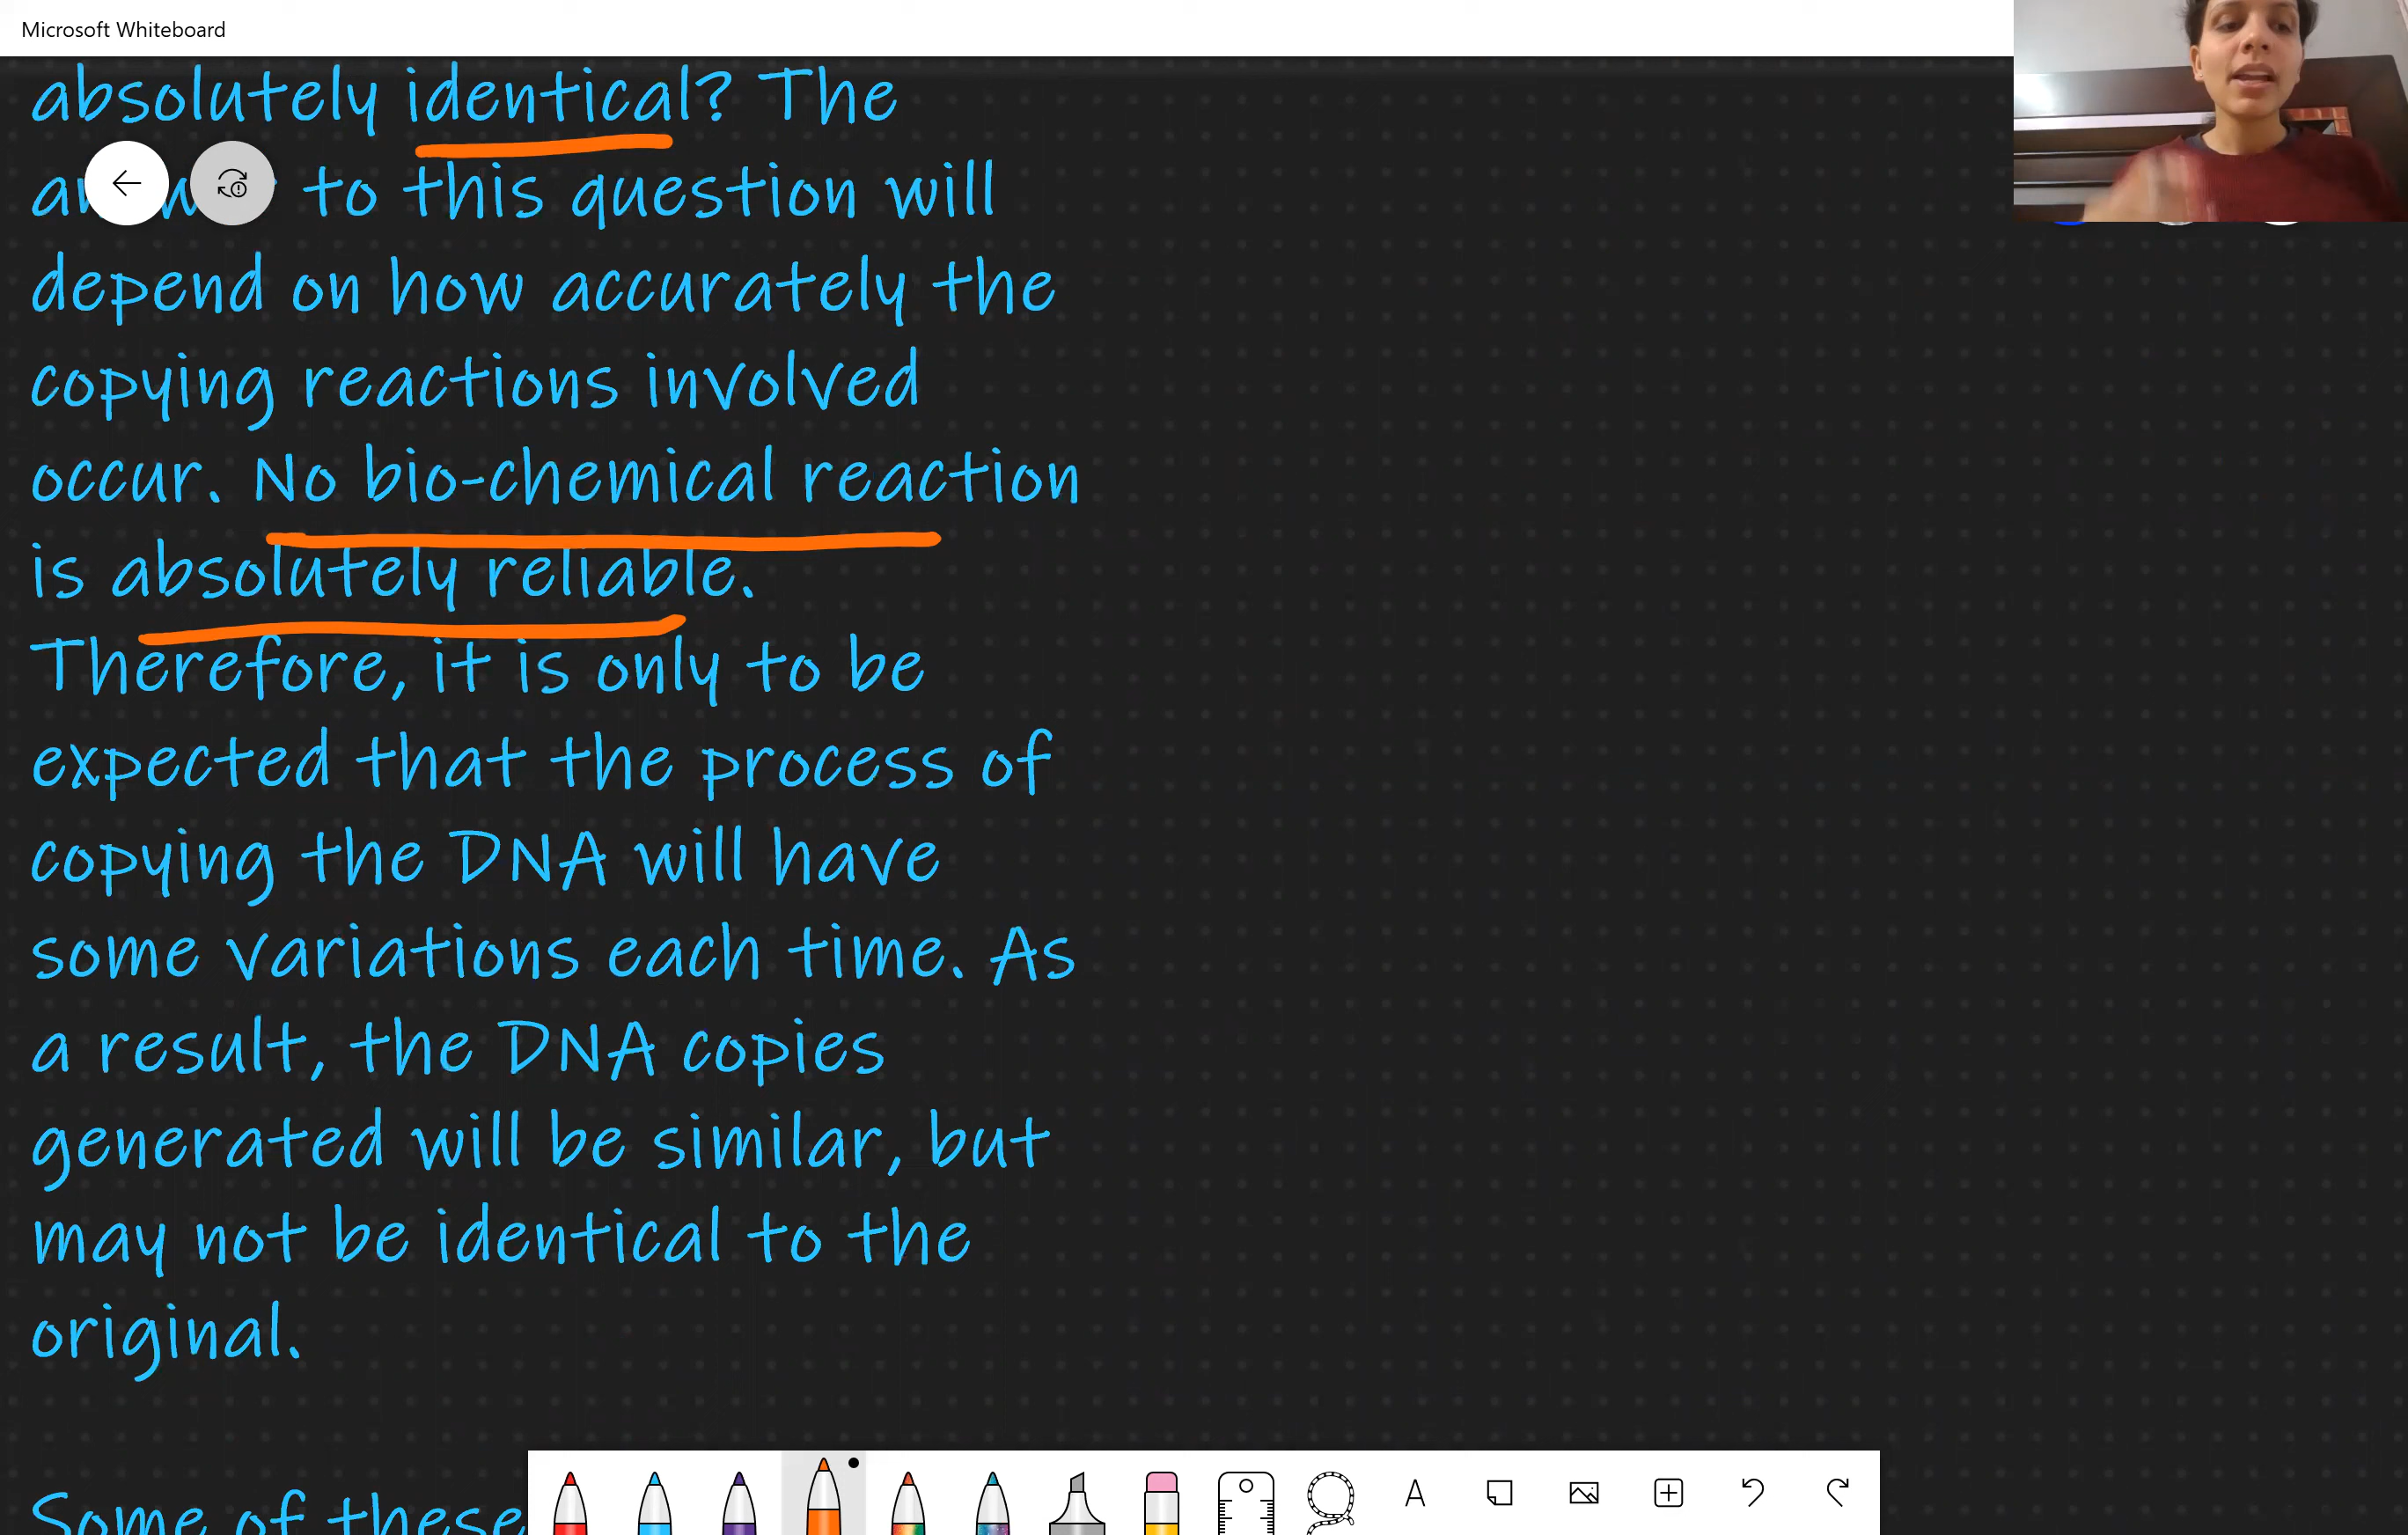 Microsoft Whiteboard
absolutely identical? The
to this question will
depend on how accurately the
copying reactions involved
occur. No bio-chemical reaction
is absolutely reliable.
Therefore, it is only to be
expected that the process of
copying the DNA will have
some variations each time. As
a result, the DNA copies
generated will be similar, but
may not be identical to the
original.
Some of these